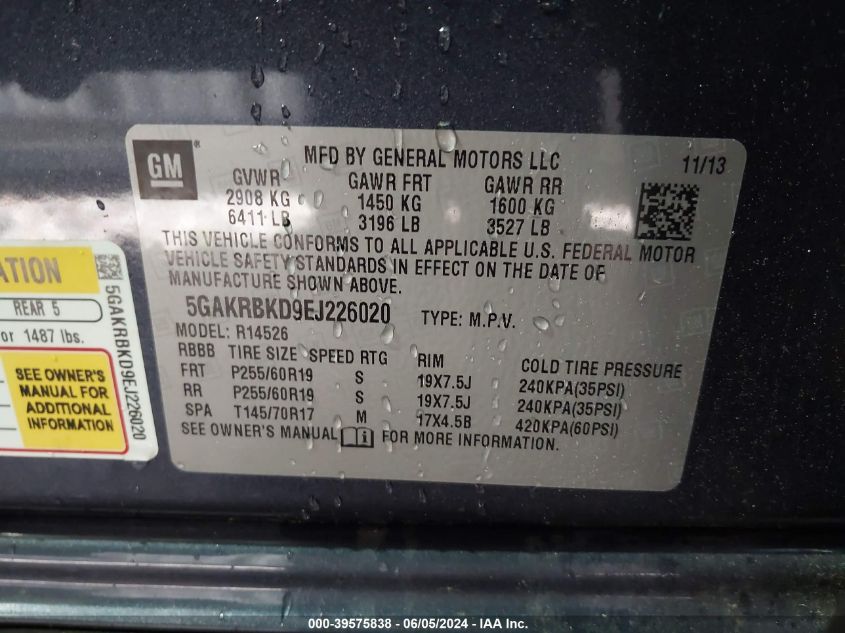 GM ®
MFD BY GENERAL MOTORS LLC
11/13
GVWR GAWR FRT GAWR RR
2908 KG 1450 KG 1600 KG
6411 LB 3196 LB 3527 LB
THIS VEHICLE CONFORMS TO ALL APPLICABLE U.S. FEDERAL MOTOR
VEHICLE SAFETY STANDARDS IN EFFECT ON THE DATE OF
MANUFACTURE SHOWN ABOVE.
5GAKRBKD9EJ226020 TYPE: M.P.V.
MODEL: R14526
RBBB TIRE SIZE SPEED RTG RIM COLD TIRE PRESSURE
FRT P255/60R19 S 19X7.5J 240KPA(35PSI)
RR P255/60R19 S 19X7.5J 240KPA(35PSI)
SPA T145/70R17 M 17X4.5B 420KPA(60PSI)
SEE OWNER'S MANUAL i FOR MORE INFORMATION.
REAR 5
or 1487 lbs.
SEE OWNER'S
MANUAL FOR
ADDITIONAL
INFORMATION
5GAKRBKD9EJ226020
000-39575838 - 06/05/2024 - IAA Inc.